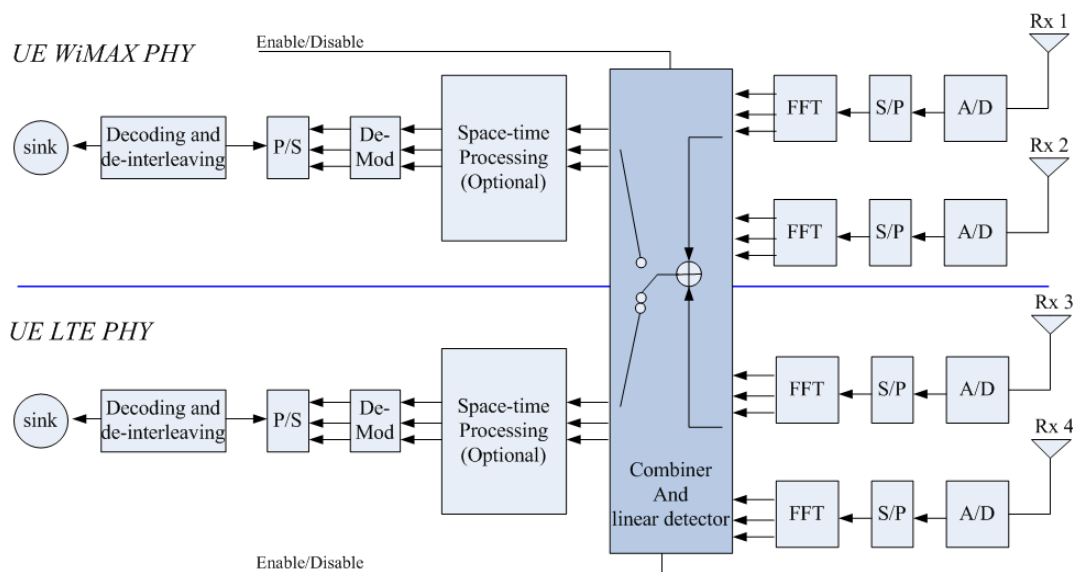 Rx 1
Enable/Disable
UE WiMAX PHY
sink
Decoding and
de-interleaving
P/S
De-
Mod
Space-time
Processing
(Optional)
FFT
S/P
A/D
Rx 2
FFT
S/P
A/D
UE LTE PHY
Rx 3
sink
Decoding and
de-interleaving
P/S
De-
Mod
Space-time
Processing
(Optional)
FFT
S/P
A/D
Rx 4
Combiner
And
linear detector
FFT
S/P
A/D
Enable/Disable